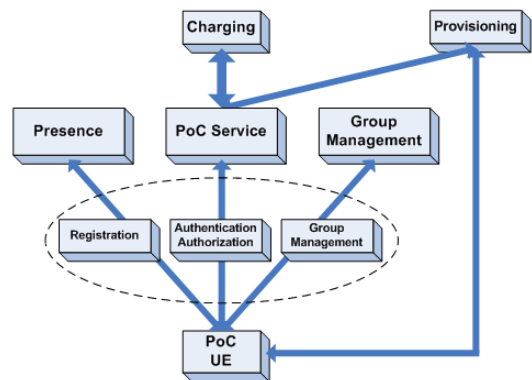 Charging
Provisioning
Presence
PoC Service
Group
Management
Registration
Authentication
Authorization
Group
Management
PoC
UE